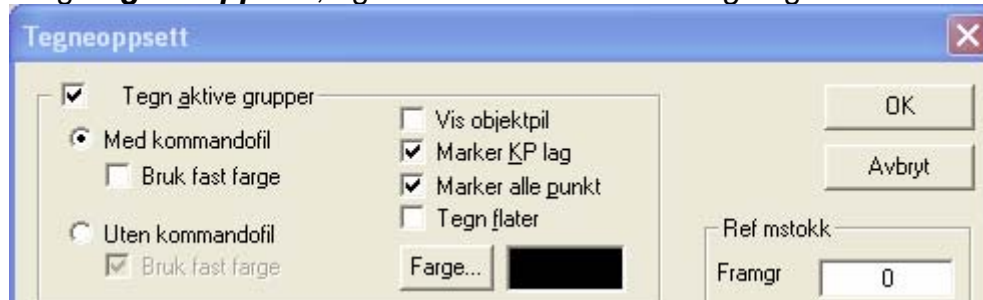 Tegneoppsett
Tegn aktive grupper
Med kommandofil
Bruk fast farge
Uten kommandofil
Bruk fast farge
Vis objektpil
Marker KP lag
Marker alle punkt
Tegn flater
Farge...
OK
Avbryt
Ref mstokk
Framgr 0